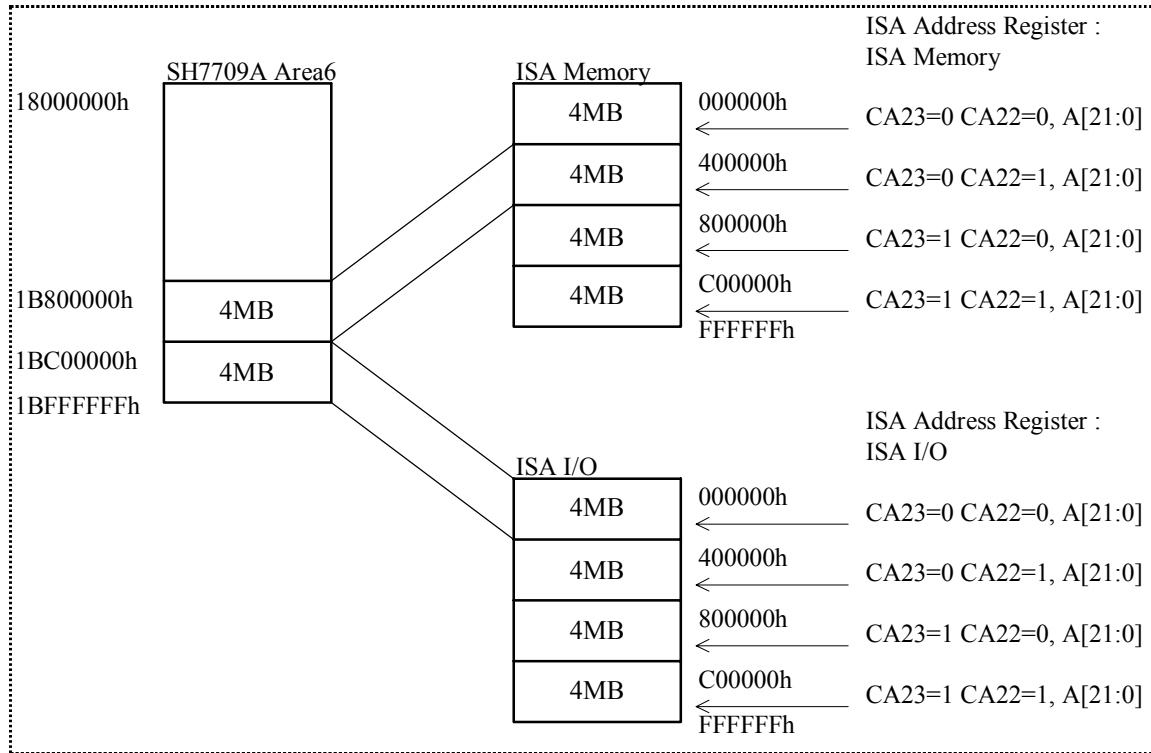 ISA Address Register :
ISA Memory
SH7709A Area6
ISA Memory
18000000h
4MB
000000h
CA23=0 CA22=0, A[21:0]
4MB
400000h
CA23=0 CA22=1, A[21:0]
4MB
800000h
CA23=1 CA22=0, A[21:0]
4MB
C00000h
CA23=1 CA22=1, A[21:0]
FFFFFFh
1B800000h
4MB
1BC00000h
4MB
1BFFFFFFh
ISA Address Register :
ISA I/O
ISA I/O
4MB
000000h
CA23=0 CA22=0, A[21:0]
4MB
400000h
CA23=0 CA22=1, A[21:0]
4MB
800000h
CA23=1 CA22=0, A[21:0]
4MB
C00000h
CA23=1 CA22=1, A[21:0]
FFFFFFh